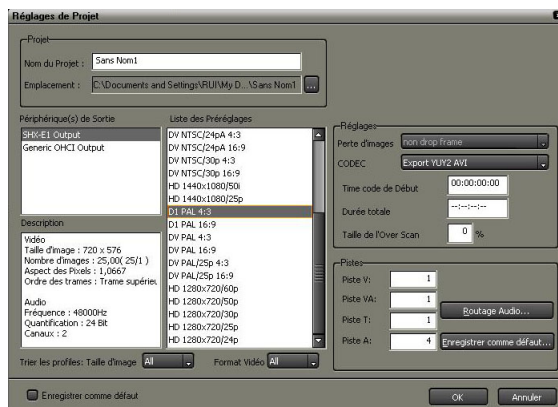 Réglages de Projet
Projet
Nom du Projet : Sans Nom1
Emplacement : C:\Documents and Settings\RUI\My D...\Sans Nom1 ...
Périphérique(s) de Sortie
SHX-E1 Output
Generic OHCI Output
Description
Vidéo
Taille d'image : 720 x 576
Nombre d'images : 25,00( 25/1 )
Aspect des Pixels : 1,0667
Ordre des trames : Trame supérieu
Audio
Fréquence : 48000Hz
Quantification : 24 Bit
Canaux : 2
Liste des Préréglages
DV NTSC/24pA 4:3
DV NTSC/24pA 16:9
DV NTSC/30p 4:3
DV NTSC/30p 16:9
HD 1440x1080/50i
HD 1440x1080/25p
D1 PAL 4:3
D1 PAL 16:9
DV PAL 4:3
DV PAL 16:9
DV PAL/25p 4:3
DV PAL/25p 16:9
HD 1280x720/60p
HD 1280x720/50p
HD 1280x720/30p
HD 1280x720/25p
HD 1280x720/24p
Réglages
Perte d'images non drop frame
CODEC Export YUY2 AVI
Time code de Début 00:00:00:00
Durée totale --:--:--:--
Taille de l'Over Scan 0 %
Pistes
Piste V: 1
Piste VA: 1
Piste T: 1
Piste A: 4
Routage Audio...
Enregistrer comme défaut...
Trier les profiles: Taille d'image All Format Vidéo All
Enregistrer comme défaut
OK Annuler